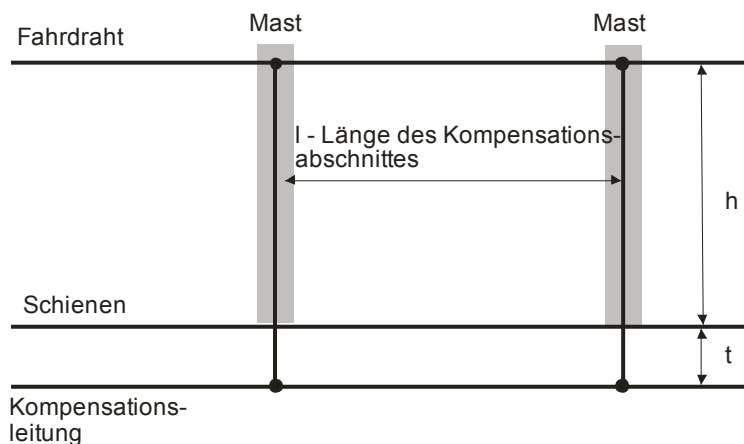 Mast
Mast
Fahrdraht
l - Länge des Kompensations-
abschnittes
h
Schienen
t
Kompensations-
leitung